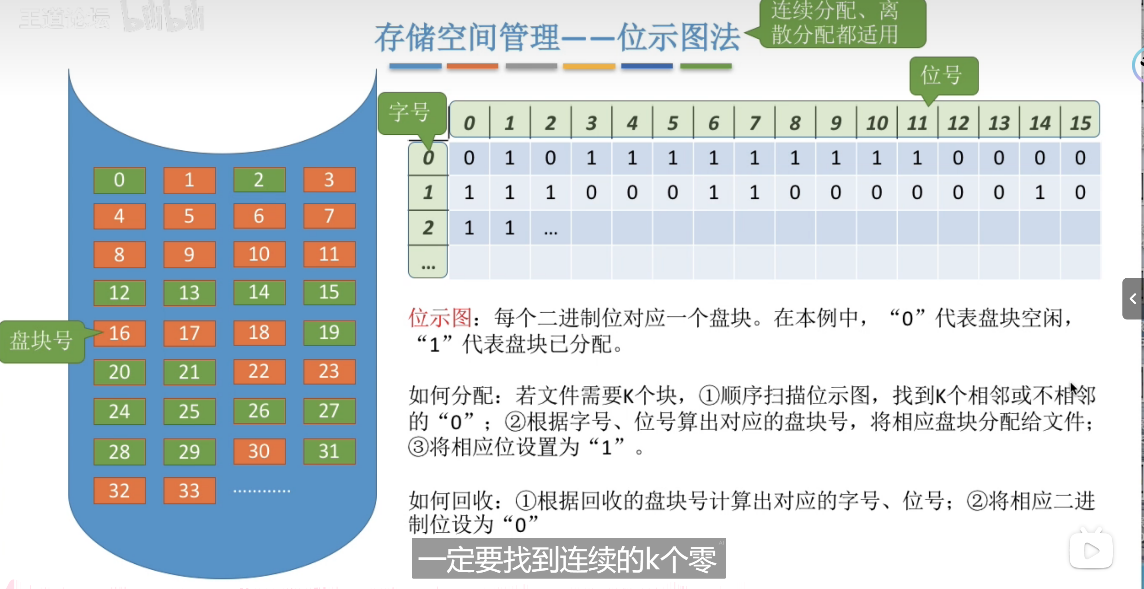 王道论坛 bilibili
存储空间管理——位示图法
连续分配、离
散分配都适用
字号
位号
0 1 2 3 4 5 6 7 8 9 10 11 12 13 14 15
0 0 1 0 1 1 1 1 1 1 1 1 1 0 0 0 0
1 1 1 1 0 0 0 1 1 0 0 0 0 0 0 1 0
2 1 1 ...
...
盘块号
0 1 2 3
4 5 6 7
8 9 10 11
12 13 14 15
16 17 18 19
20 21 22 23
24 25 26 27
28 29 30 31
32 33 …………
位示图：每个二进制位对应一个盘块。在本例中，“0”代表盘块空闲，
“1”代表盘块已分配。
如何分配：若文件需要K个块，①顺序扫描位示图，找到K个相邻或不相邻
的“0”；②根据字号、位号算出对应的盘块号，将相应盘块分配给文件；
③将相应位设置为“1”。
如何回收：①根据回收的盘块号计算出对应的字号、位号；②将相应二进
制位设为“0”
一定要找到连续的k个零